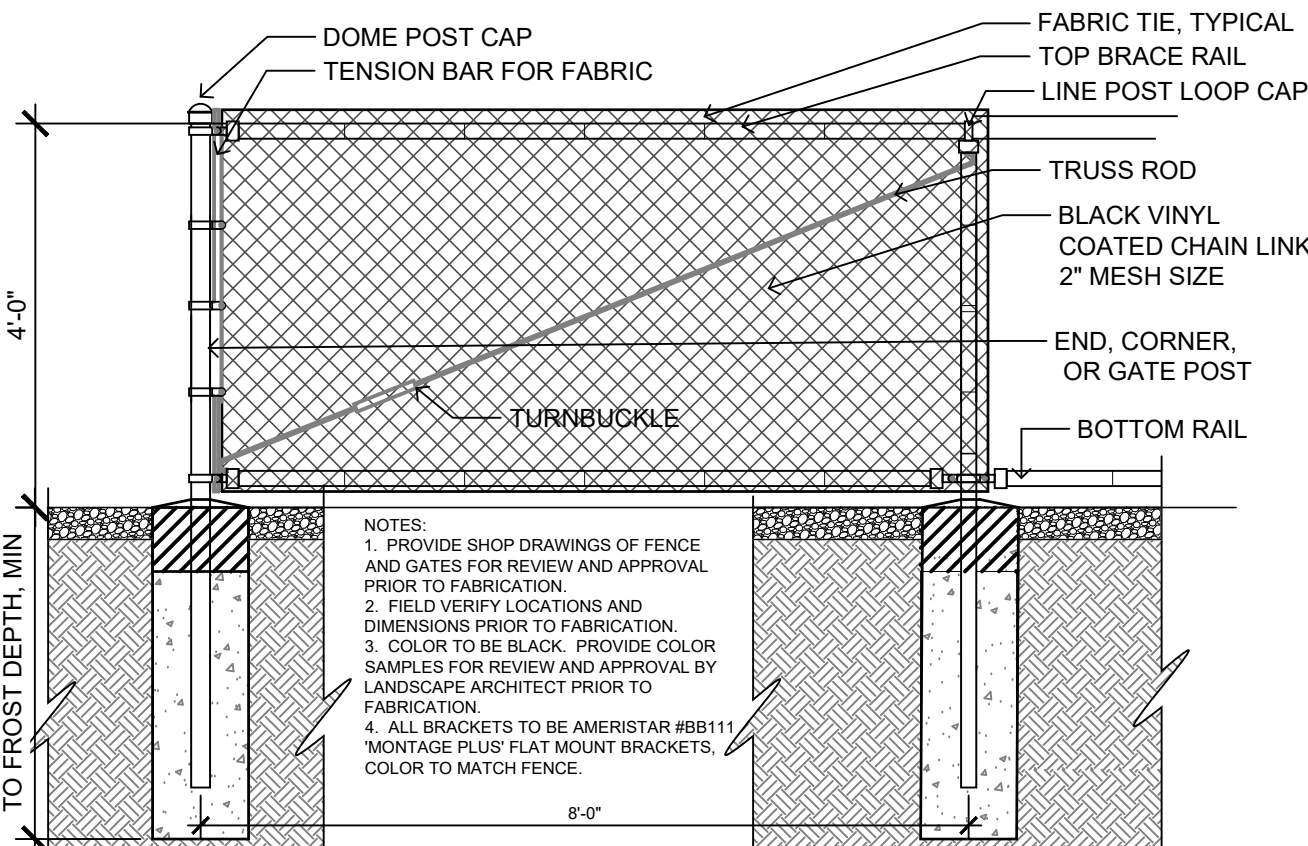 DOME POST CAP
TENSION BAR FOR FABRIC
FABRIC TIE, TYPICAL
TOP BRACE RAIL
LINE POST LOOP CAP
TRUSS ROD
BLACK VINYL
COATED CHAIN LINK
2" MESH SIZE
4'-0"
END, CORNER,
OR GATE POST
TURNBUCKLE
BOTTOM RAIL
TO FROST DEPTH, MIN
NOTES:
1. PROVIDE SHOP DRAWINGS OF FENCE
AND GATES FOR REVIEW AND APPROVAL
PRIOR TO FABRICATION.
2. FIELD VERIFY LOCATIONS AND
DIMENSIONS PRIOR TO FABRICATION.
3. COLOR TO BE BLACK. PROVIDE COLOR
SAMPLES FOR REVIEW AND APPROVAL BY
LANDSCAPE ARCHITECT PRIOR TO
FABRICATION.
4. ALL BRACKETS TO BE AMERISTAR #BB111
'MONTAGE PLUS' FLAT MOUNT BRACKETS,
COLOR TO MATCH FENCE.
8'-0"